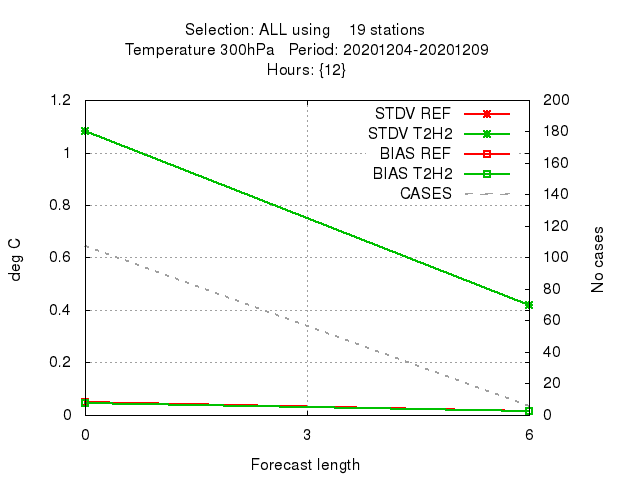 Selection: ALL using 19 stations
Temperature 300hPa Period: 20201204-20201209
Hours: {12}
1.2
1
0.8
0.6
0.4
0.2
0
deg C
STDV REF
STDV T2H2
BIAS REF
BIAS T2H2
CASES
200
180
160
140
120
100
80
60
40
20
0
No cases
0 3 6
Forecast length